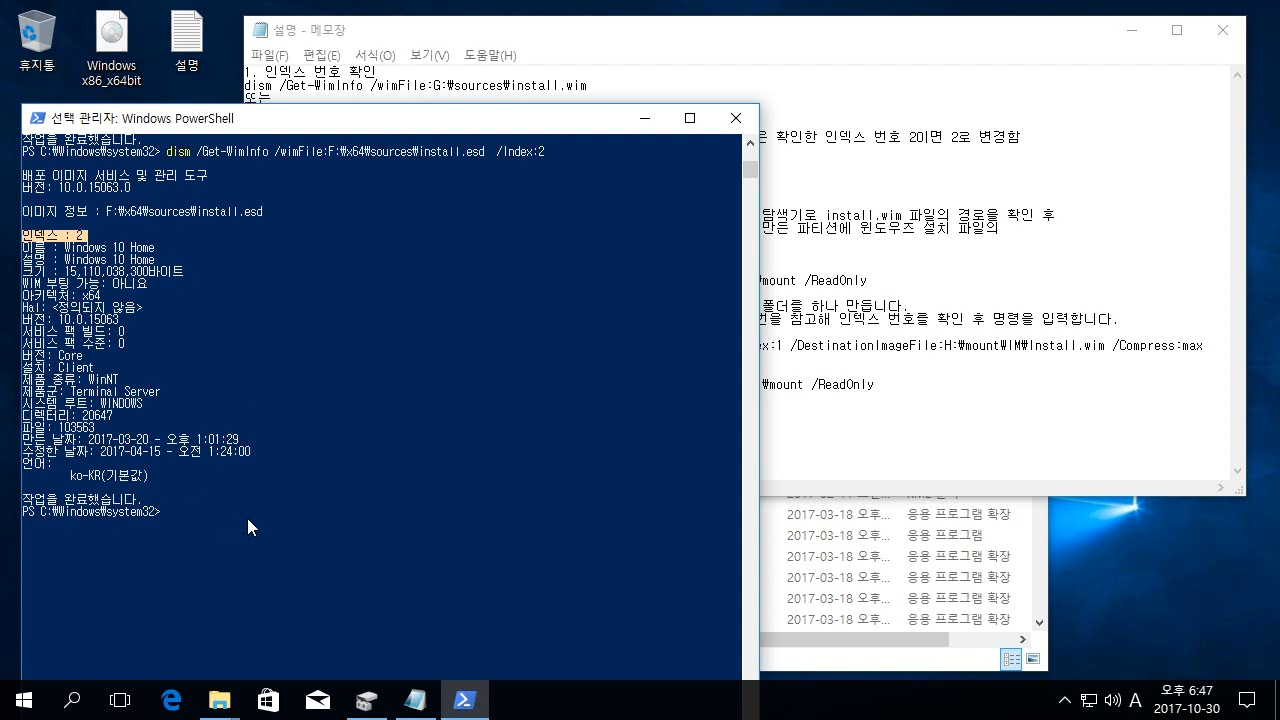 휴지통
Windows
x86_x64bit
설명
설명 - 메모장
파일(F) 편집(E) 서식(O) 보기(V) 도움말(H)
1. 인덱스 번호 확인
dism /Get-WimInfo /wimFile:G:₩sources₩install.wim
또는
확인한 인덱스 번호 2이면 2로 변경함
탐색기로 install.wim 파일의 경로을 확인 후
만든 파티션에 윈도우즈 설치 파일의
₩mount /ReadOnly
폴더를 하나 만듭니다.
번을 참고해 인덱스 번호를 확인 후 명령을 입력합니다.
ex:1 /DestinationImageFile:H:₩mountWIM₩Install.wim /Compress:max
₩mount /ReadOnly
선택 관리자: Windows PowerShell
작업을 완료했습니다.
PS C:₩Windows₩system32> dism /Get-WimInfo /wimFile:F:₩x64₩sources₩install.esd /Index:2
배포 이미지 서비스 및 관리 도구
버전: 10.0.15063.0
이미지 정보 : F:₩x64₩sources₩install.esd
인덱스 : 2
이름 : Windows 10 Home
설명 : Windows 10 Home
크기 : 15,110,038,300바이트
WIM 부팅 가능: 아니요
아키텍처: x64
Hal: <정의되지 않음>
버전: 10.0.15063
서비스 팩 빌드: 0
서비스 팩 수준: 0
버전: Core
설치: Client
제품 종류: WinNT
제품군: Terminal Server
시스템 루트: WINDOWS
디렉터리: 20647
파일: 103563
만든 날짜: 2017-03-20 - 오후 1:01:29
수정한 날짜: 2017-04-15 - 오전 1:24:00
언어:
ko-KR(기본값)
작업을 완료했습니다.
PS C:₩Windows₩system32>
2017-03-18 오후... 응용 프로그램 확장
2017-03-18 오후... 응용 프로그램
2017-03-18 오후... 응용 프로그램 확장
2017-03-18 오후... 응용 프로그램 확장
2017-03-18 오후... 응용 프로그램 확장
2017-03-18 오후... 응용 프로그램 확장
A
오후 6:47
2017-10-30